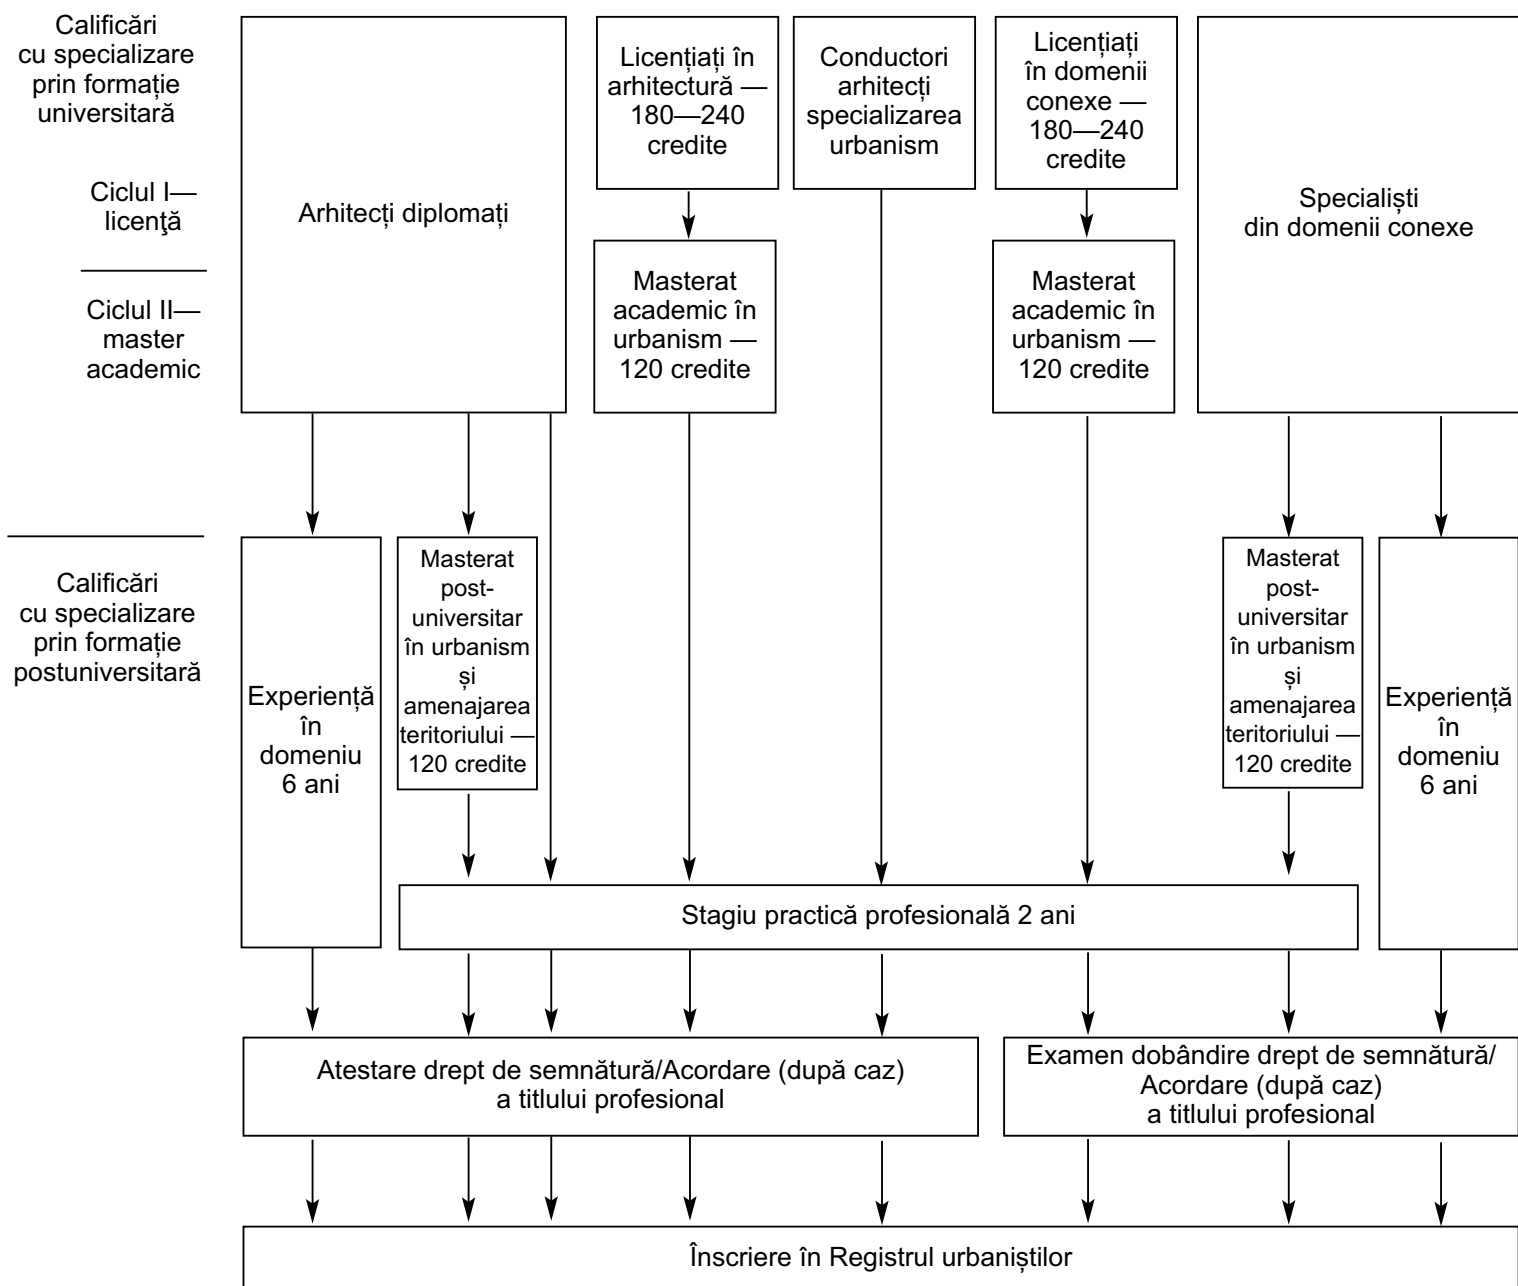 Calificări
cu specializare
prin formație
universitară
Ciclul I—
licenţă
Ciclul II—
master
academic
Calificări
cu specializare
prin formație
postuniversitară
Arhitecți diplomați
Licențiați în
arhitectură —
180—240
credite
Conductori
arhitecți
specializarea
urbanism
Licențiați
în domenii
conexe —
180—240
credite
Specialiști
din domenii conexe
Masterat
academic în
urbanism —
120 credite
Masterat
academic în
urbanism —
120 credite
Experiență
în
domeniu
6 ani
Masterat
post-
universitar
în urbanism
și
amenajarea
teritoriului —
120 credite
Masterat
post-
universitar
în urbanism
și
amenajarea
teritoriului —
120 credite
Experiență
în
domeniu
6 ani
Stagiu practică profesională 2 ani
Atestare drept de semnătură/Acordare (după caz)
a titlului profesional
Examen dobândire drept de semnătură/
Acordare (după caz)
a titlului profesional
Înscriere în Registrul urbaniștilor